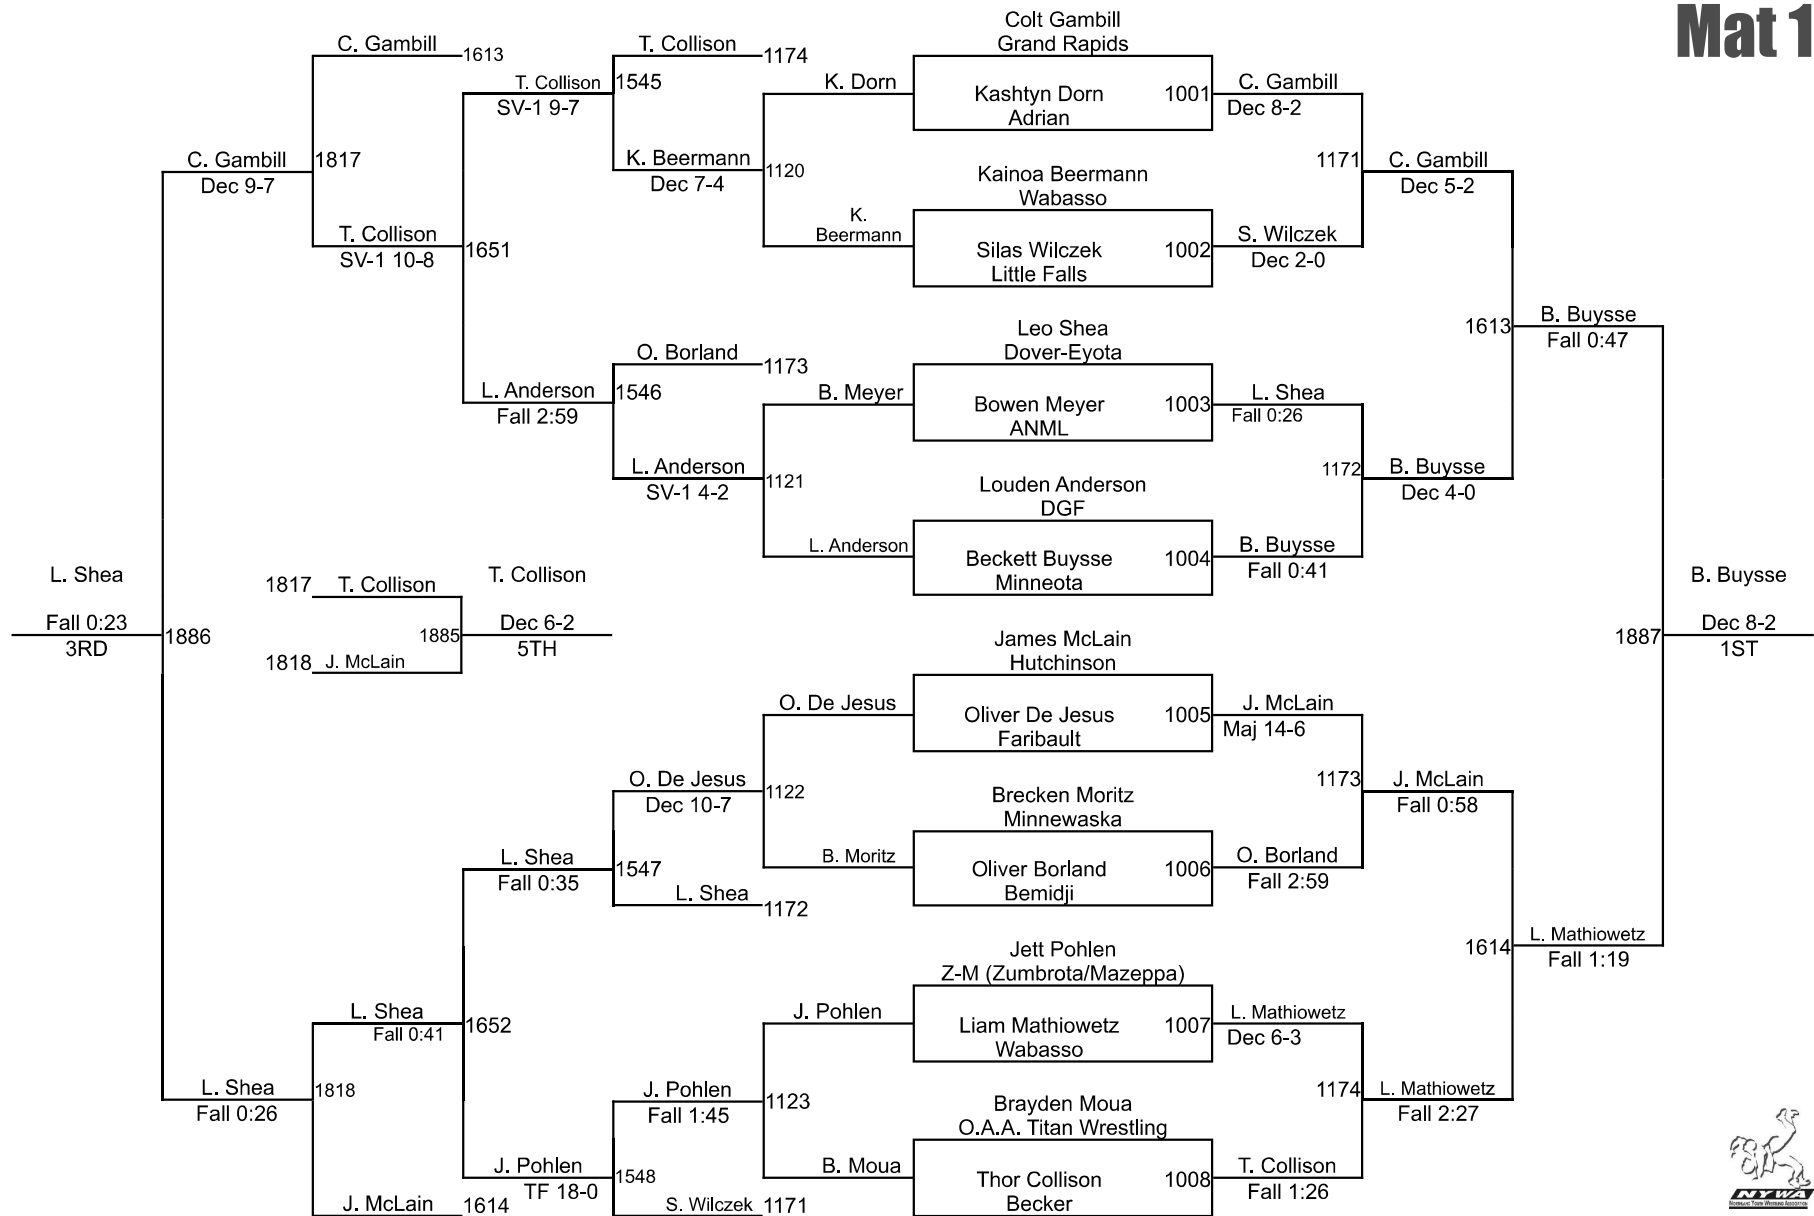 Mat 1
Colt Gambill
Grand Rapids
C. Gambill
1613
T. Collison
1174
T. Collison
SV-1 9-7
1545
K. Dorn
Kashtyn Dorn
Adrian
1001
C. Gambill
Dec 8-2
C. Gambill
Dec 9-7
1817
K. Beermann
Dec 7-4
1120
1171
C. Gambill
Dec 5-2
Kainoa Beermann
Wabasso
K.
Beermann
T. Collison
SV-1 10-8
1651
Silas Wilczek
Little Falls
1002
S. Wilczek
Dec 2-0
1613
B. Buysse
Fall 0:47
Leo Shea
Dover-Eyota
O. Borland
1173
L. Anderson
Fall 2:59
1546
B. Meyer
Bowen Meyer
ANML
1003
L. Shea
Fall 0:26
L. Anderson
SV-1 4-2
1121
1172
B. Buysse
Dec 4-0
Louden Anderson
DGF
L. Anderson
Beckett Buysse
Minneota
1004
B. Buysse
Fall 0:41
L. Shea
Fall 0:23
3RD
1886
1817
T. Collison
T. Collison
1885
Dec 6-2
5TH
1818
J. McLain
B. Buysse
1887
Dec 8-2
1ST
James McLain
Hutchinson
O. De Jesus
Oliver De Jesus
Faribault
1005
J. McLain
Maj 14-6
O. De Jesus
Dec 10-7
1122
1173
J. McLain
Fall 0:58
Brecken Moritz
Minnewaska
L. Shea
Fall 0:35
1547
B. Moritz
Oliver Borland
Bemidji
1006
O. Borland
Fall 2:59
L. Shea
1172
1614
L. Mathiowetz
Fall 1:19
Jett Pohlen
Z-M (Zumbrota/Mazeppa)
L. Shea
Fall 0:41
1652
J. Pohlen
Liam Mathiowetz
Wabasso
1007
L. Mathiowetz
Dec 6-3
L. Shea
Fall 0:26
1818
J. Pohlen
Fall 1:45
1123
1174
L. Mathiowetz
Fall 2:27
Brayden Moua
O.A.A. Titan Wrestling
J. Pohlen
TF 18-0
1548
B. Moua
Thor Collison
Becker
1008
T. Collison
Fall 1:26
J. McLain
1614
S. Wilczek
1171
NYWA